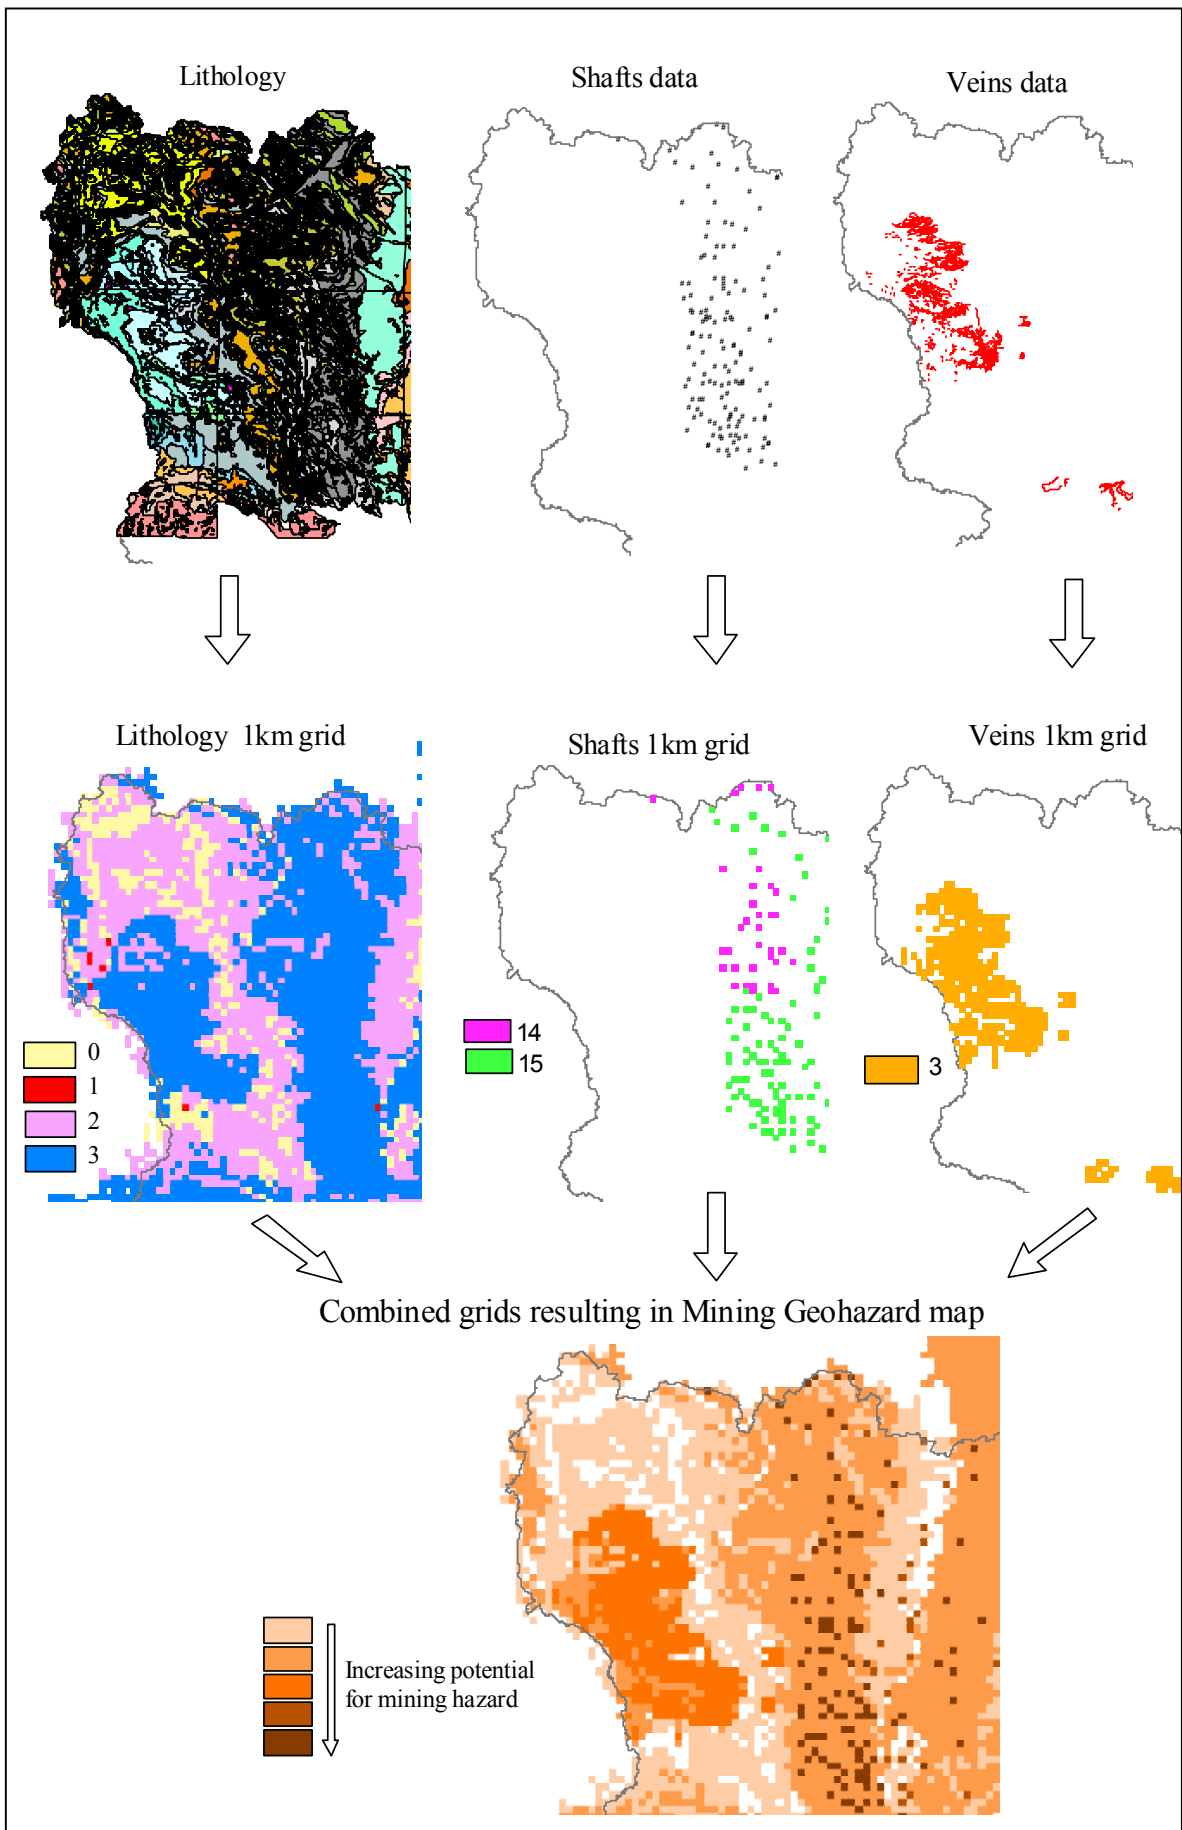 Lithology
Shafts data
Veins data
Lithology 1km grid
Shafts 1km grid
Veins 1km grid
0
1
2
3
14
15
3
Combined grids resulting in Mining Geohazard map
Increasing potential
for mining hazard